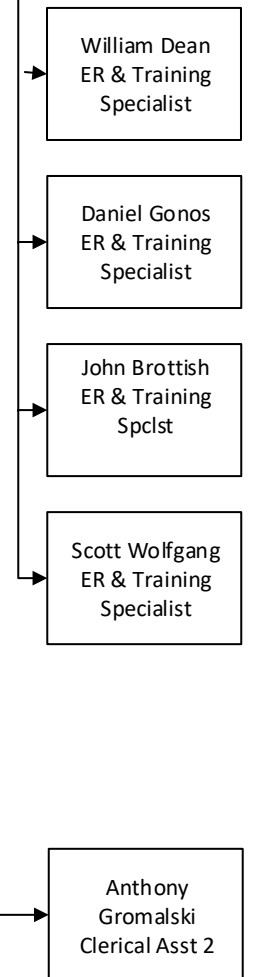 William Dean
ER & Training
Specialist
Daniel Gonos
ER & Training
Specialist
John Brottish
ER & Training
Spclst
Scott Wolfgang
ER & Training
Specialist
Anthony
Gromalski
Clerical Asst 2